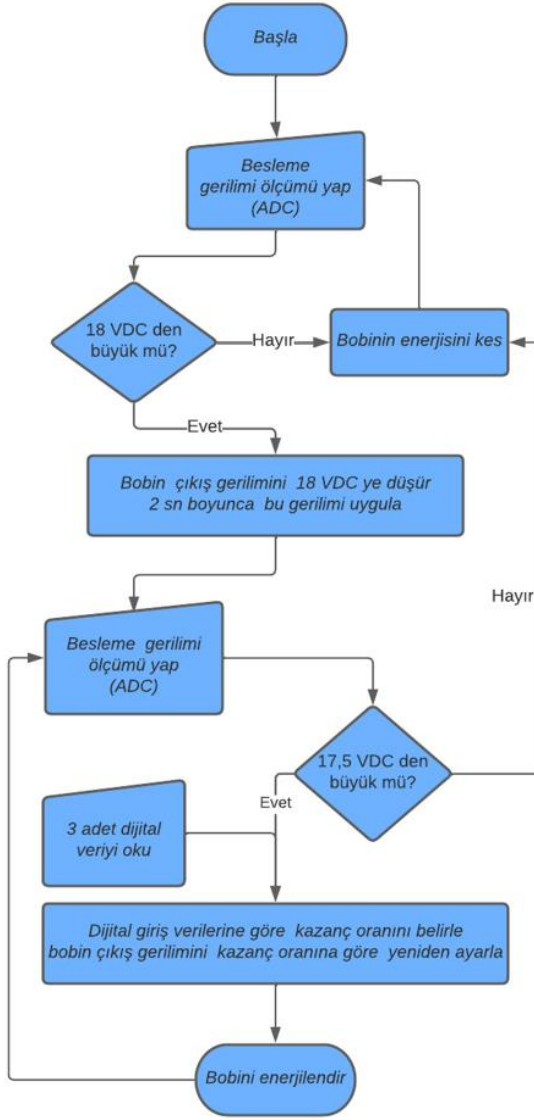 Başla
Besleme
gerilimi ölçümü yap
(ADC)
18 VDC den
büyük mü?
Hayır
Bobinin enerjisini kes
Evet
Bobin çıkış gerilimini 18 VDC ye düşür
2 sn boyunca bu gerilimi uygula
Hayır
Besleme gerilimi
ölçümü yap
(ADC)
17,5 VDC den
büyük mü?
Evet
3 adet dijital
veriyi oku
Dijital giriş verilerine göre kazanç oranını belirle
bobin çıkış gerilimini kazanç oranına göre yeniden ayarla
Bobini enerjilendir